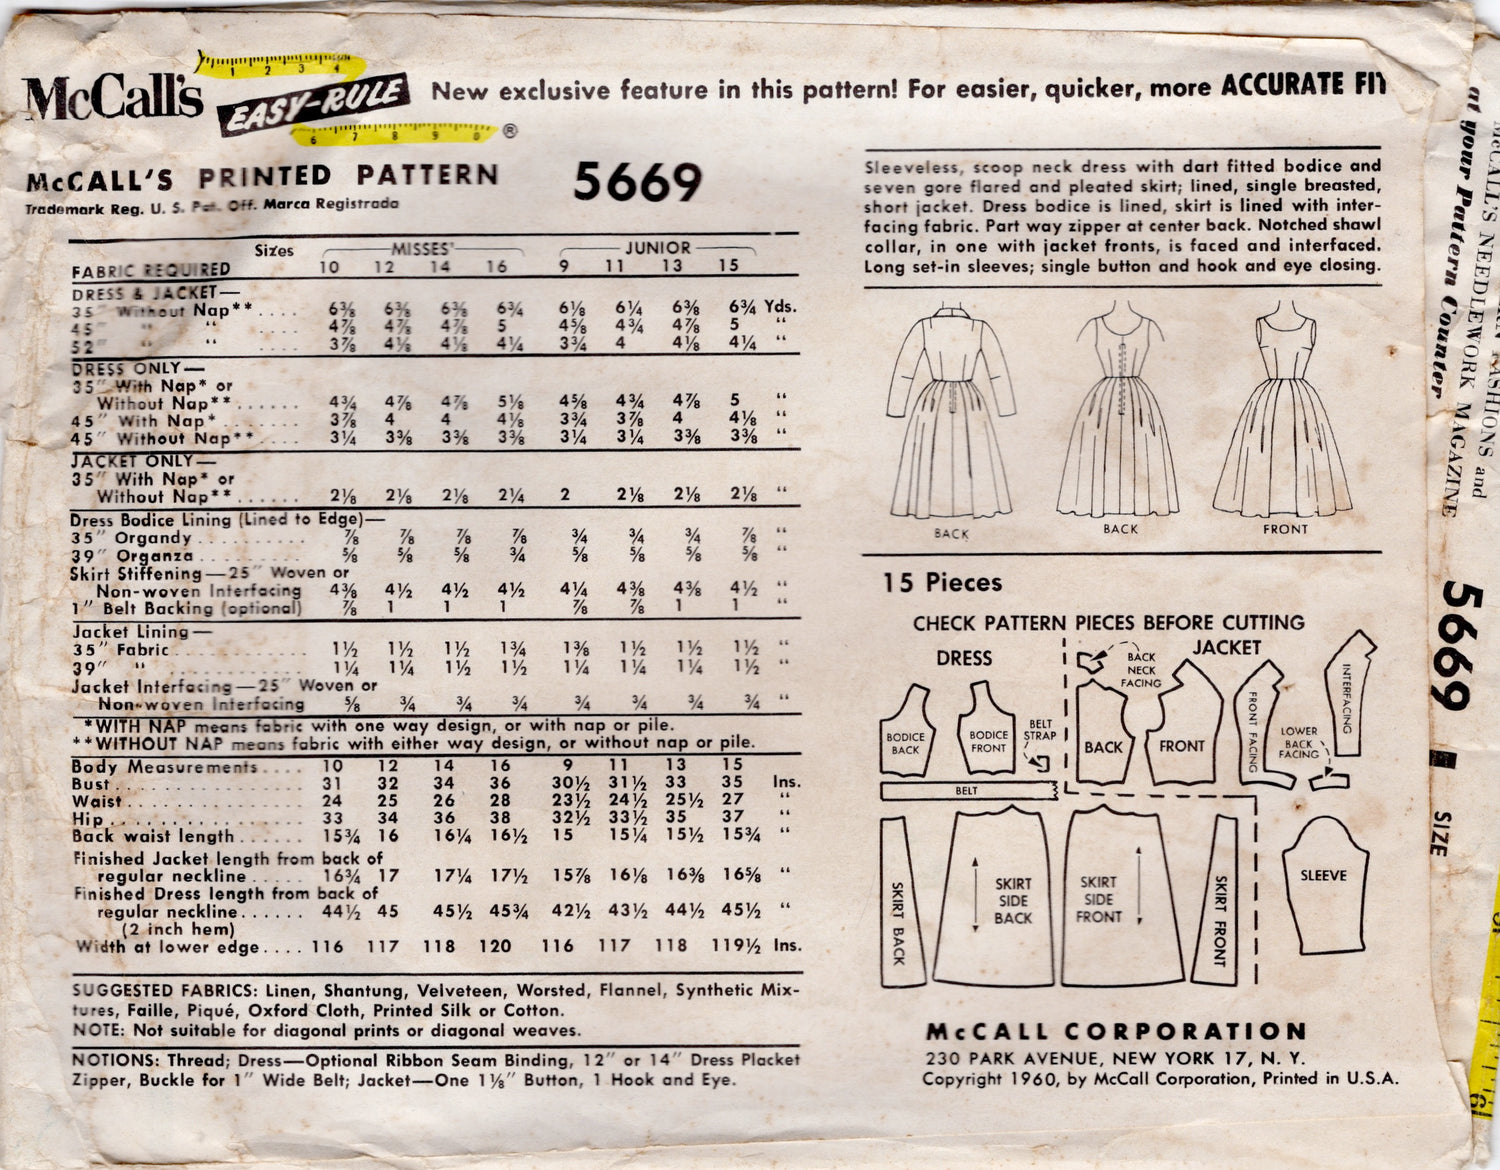 McCall's EASY-RULE ® New exclusive feature in this pattern! For easier, quicker, more ACCURATE FIT
1 2 3 4
6 7 8 9 0
McCALL'S PRINTED PATTERN 5669
Trademark Reg. U. S. Pat. Off. Marca Registrada
Sizes MISSES' JUNIOR
FABRIC REQUIRED 10 12 14 16 9 11 13 15
DRESS & JACKET—
35" Without Nap** .... 6⅜ 6⅜ 6⅜ 6¾ 6⅛ 6¼ 6⅜ 6¾ Yds.
45" " " .... 4⅞ 4⅞ 4⅞ 5 4⅝ 4¾ 4⅞ 5 "
52" " " .... 3⅞ 4⅛ 4⅛ 4¼ 3¾ 4 4⅛ 4¼ "
DRESS ONLY—
35" With Nap* or
Without Nap** ...... 4¾ 4⅞ 4⅞ 5⅛ 4⅝ 4¾ 4⅞ 5 "
45" With Nap* ....... 3⅞ 4 4 4⅛ 3¾ 3⅞ 4 4⅛ "
45" Without Nap** .... 3¼ 3⅜ 3⅜ 3⅜ 3¼ 3¼ 3⅜ 3⅜ "
JACKET ONLY—
35" With Nap* or
Without Nap** ...... 2⅛ 2⅛ 2⅛ 2¼ 2 2⅛ 2⅛ 2⅛ "
Dress Bodice Lining (Lined to Edge)—
35" Organdy .......... ⅞ ⅞ ⅞ ⅞ ¾ ¾ ¾ ⅞ "
39" Organza .......... ⅝ ⅝ ⅝ ¾ ⅝ ⅝ ⅝ ⅝ "
Skirt Stiffening—25" Woven or
Non-woven Interfacing 4⅜ 4½ 4½ 4½ 4¼ 4⅜ 4⅜ 4½ "
1" Belt Backing (optional) ⅞ 1 1 1 ⅞ ⅞ 1 1 "
Jacket Lining—
35" Fabric ............ 1½ 1½ 1½ 1¾ 1⅜ 1½ 1½ 1½ "
39" " ............ 1¼ 1¼ 1½ 1½ 1¼ 1¼ 1¼ 1½ "
Jacket Interfacing—25" Woven or
Non-woven Interfacing ⅝ ¾ ¾ ¾ ¾ ¾ ¾ ¾ "
*WITH NAP means fabric with one way design, or with nap or pile.
**WITHOUT NAP means fabric with either way design, or without nap or pile.
Body Measurements .... 10 12 14 16 9 11 13 15
Bust .................. 31 32 34 36 30½ 31½ 33 35 Ins.
Waist ................. 24 25 26 28 23½ 24½ 25½ 27 "
Hip ................... 33 34 36 38 32½ 33½ 35 37 "
Back waist length ...... 15¾ 16 16¼ 16½ 15 15¼ 15½ 15¾ "
Finished Jacket length from back of
regular neckline ..... 16¾ 17 17¼ 17½ 15⅞ 16⅛ 16⅜ 16⅝ "
Finished Dress length from back of
regular neckline ...... 44½ 45 45½ 45¾ 42½ 43½ 44½ 45½ "
(2 inch hem)
Width at lower edge .... 116 117 118 120 116 117 118 119½ Ins.
SUGGESTED FABRICS: Linen, Shantung, Velveteen, Worsted, Flannel, Synthetic Mix-
tures, Faille, Piqué, Oxford Cloth, Printed Silk or Cotton.
NOTE: Not suitable for diagonal prints or diagonal weaves.
NOTIONS: Thread; Dress—Optional Ribbon Seam Binding, 12" or 14" Dress Placket
Zipper, Buckle for 1" Wide Belt; Jacket—One 1⅛" Button, 1 Hook and Eye.
Sleeveless, scoop neck dress with dart fitted bodice and
seven gore flared and pleated skirt; lined, single breasted,
short jacket. Dress bodice is lined, skirt is lined with inter-
facing fabric. Part way zipper at center back. Notched shawl
collar, in one with jacket fronts, is faced and interfaced.
Long set-in sleeves; single button and hook and eye closing.
BACK
BACK
FRONT
15 Pieces
CHECK PATTERN PIECES BEFORE CUTTING
DRESS
JACKET
BACK
NECK
FACING
BODICE
BACK
BODICE
FRONT
BELT
STRAP
BACK
FRONT
FRONT FACING
LOWER
BACK
FACING
INTERFACING
BELT
SKIRT BACK
SKIRT
SIDE
BACK
SKIRT
SIDE
FRONT
SKIRT FRONT
SLEEVE
McCALL CORPORATION
230 PARK AVENUE, NEW YORK 17, N. Y.
Copyright 1960, by McCall Corporation, Printed in U.S.A.
FASHIONS and
McCALL'S NEEDLEWORK MAGAZINE
at your Pattern Counter
5669
SIZE